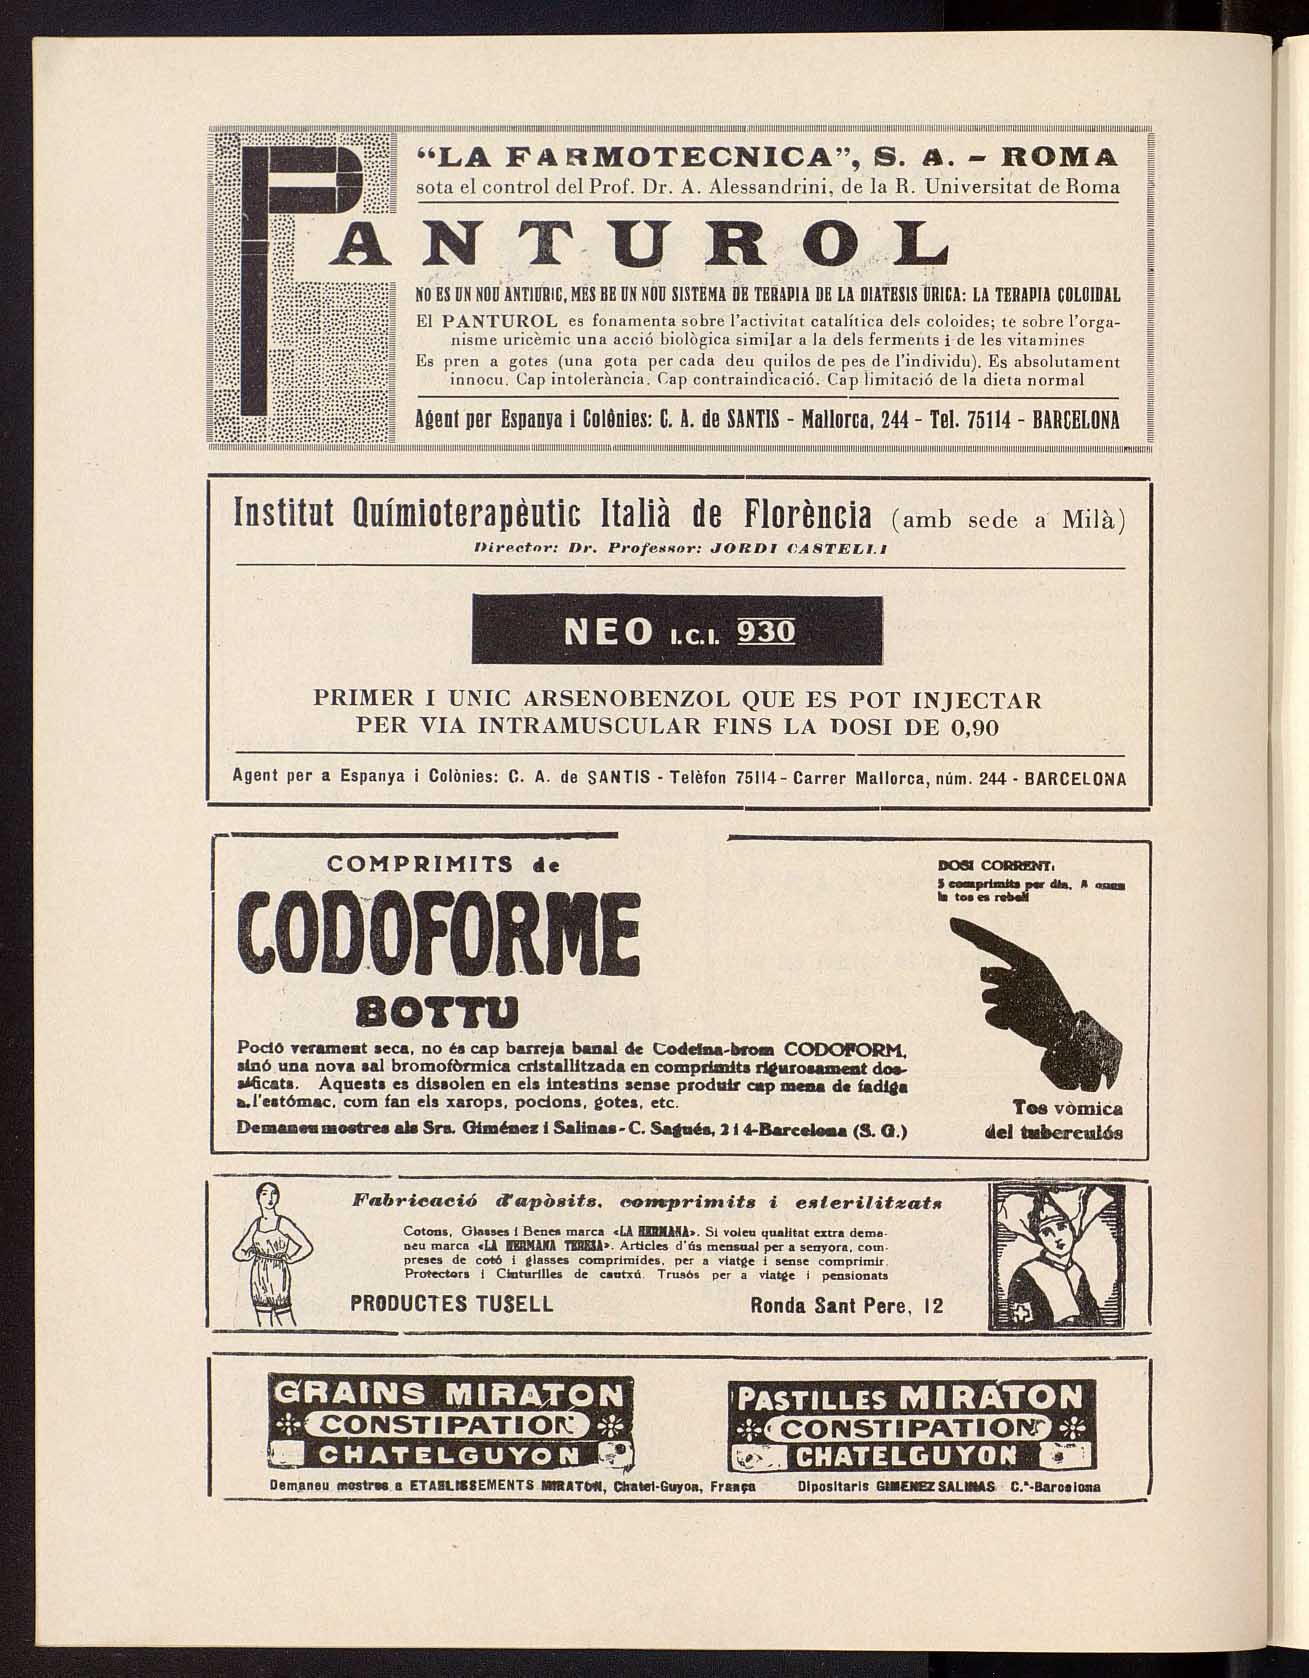 "LA FARMOTECNICA", S. A. - ROMA
sota el control del Prof. Dr. A. Alessandrini, de la R. Universitat de Roma
PANTUROL
NO ES UN NOU ANTIURIC, MES BE UN NOU SISTEMA DE TERAPIA DE LA DIATESIS URICA: LA TERAPIA COLOIDAL
El PANTUROL es fonamenta sobre l'activitat catalítica dels coloides; te sobre l'orga-
nisme uricèmic una acció biològica similar a la dels ferments i de les vitamines
Es pren a gotes (una gota per cada deu quilos de pes de l'individu). Es absolutament
innocu. Cap intolerància. Cap contraindicació. Cap limitació de la dieta normal
Agent per Espanya i Colònies: C. A. de SANTIS - Mallorca, 244 - Tel. 75114 - BARCELONA
Institut Químioterapèutic Italià de Florència (amb sede a Milà)
Director: Dr. Professor: JORDI CASTELLI
NEO I.C.I. 930
PRIMER I UNIC ARSENOBENZOL QUE ES POT INJECTAR
PER VIA INTRAMUSCULAR FINS LA DOSI DE 0,90
Agent per a Espanya i Colònies: C. A. de SANTIS - Telèfon 75114 - Carrer Mallorca, núm. 244 - BARCELONA
COMPRIMITS de
CODOFORME
BOTTU
Poció verament seca, no és cap barreja banal de Codeïna-brom CODOFORM,
sinó una nova sal bromofòrmica cristallitzada en comprimits rigurosament dos-
sificats. Aquests es dissolen en els intestins sense produir cap mena de fadiga
a l'estómac, com fan els xarops, pocions, gotes, etc.
Demaneu mostres als Srs. Giménez i Salinas - C. Sagués, 2 i 4-Barcelona (S. G.)
DOSI CORRENT:
5 comprimits per dia. A
la tos es rebell
Tos vòmica
del tuberculós
Fabricació d'apòsits, comprimits i esterilitzats
Cotons, Glasses i Benes marca «LA HERMANA». Si voleu qualitat extra dema-
neu marca «LA HERMANA TERESA». Articles d'ús mensual per a senyora, com-
preses de cotó i glasses comprimides, per a viatge i sense comprimir.
Protectors i Cinturilles de cautxú. Trusós per a viatge i pensionats
PRODUCTES TUSELL Ronda Sant Pere, 12
GRAINS MIRATON
CONSTIPATION
CHATELGUYON
PASTILLES MIRATON
CONSTIPATION
CHATELGUYON
Demaneu mostres a ETABLISSEMENTS MIRATON, Chatel-Guyon, França Dipositaris GIMENEZ SALINAS C.ª-Barcelona